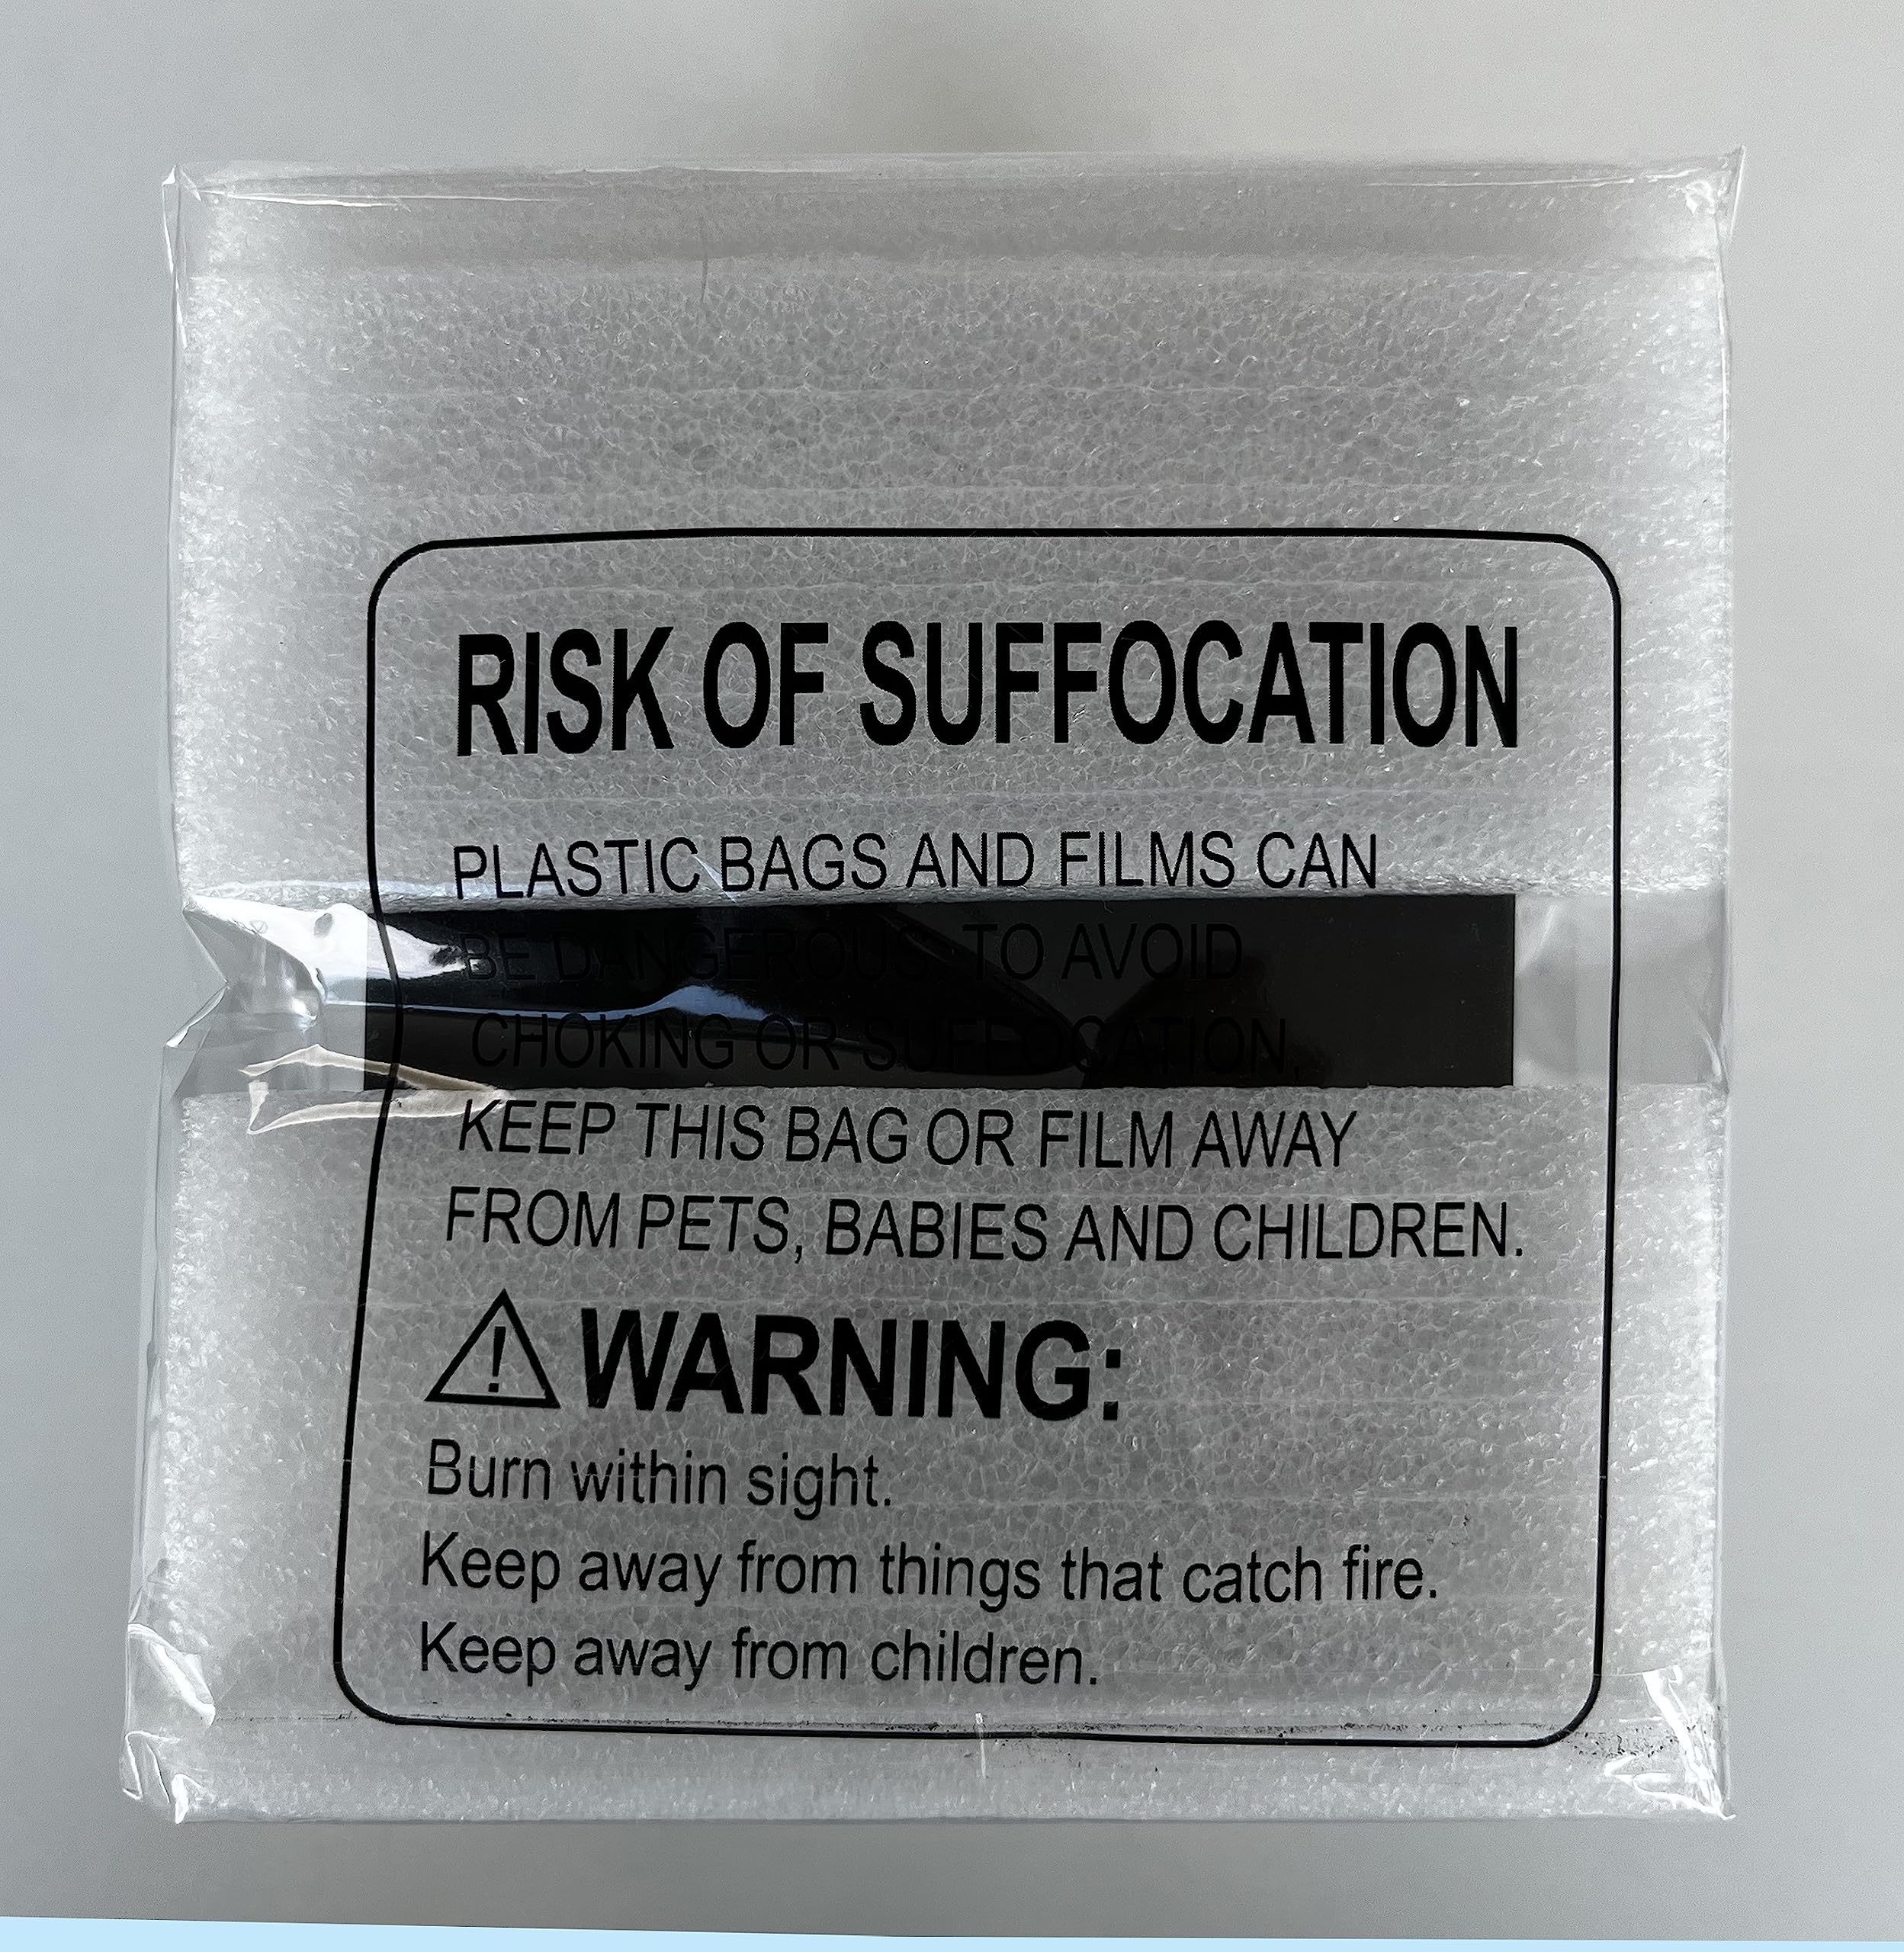 RISK OF SUFFOCATION
PLASTIC BAGS AND FILMS CAN
BE DANGEROUS. TO AVOID
CHOKING OR SUFFOCATION,
KEEP THIS BAG OR FILM AWAY
FROM PETS, BABIES AND CHILDREN.
WARNING:
Burn within sight.
Keep away from things that catch fire.
Keep away from children.